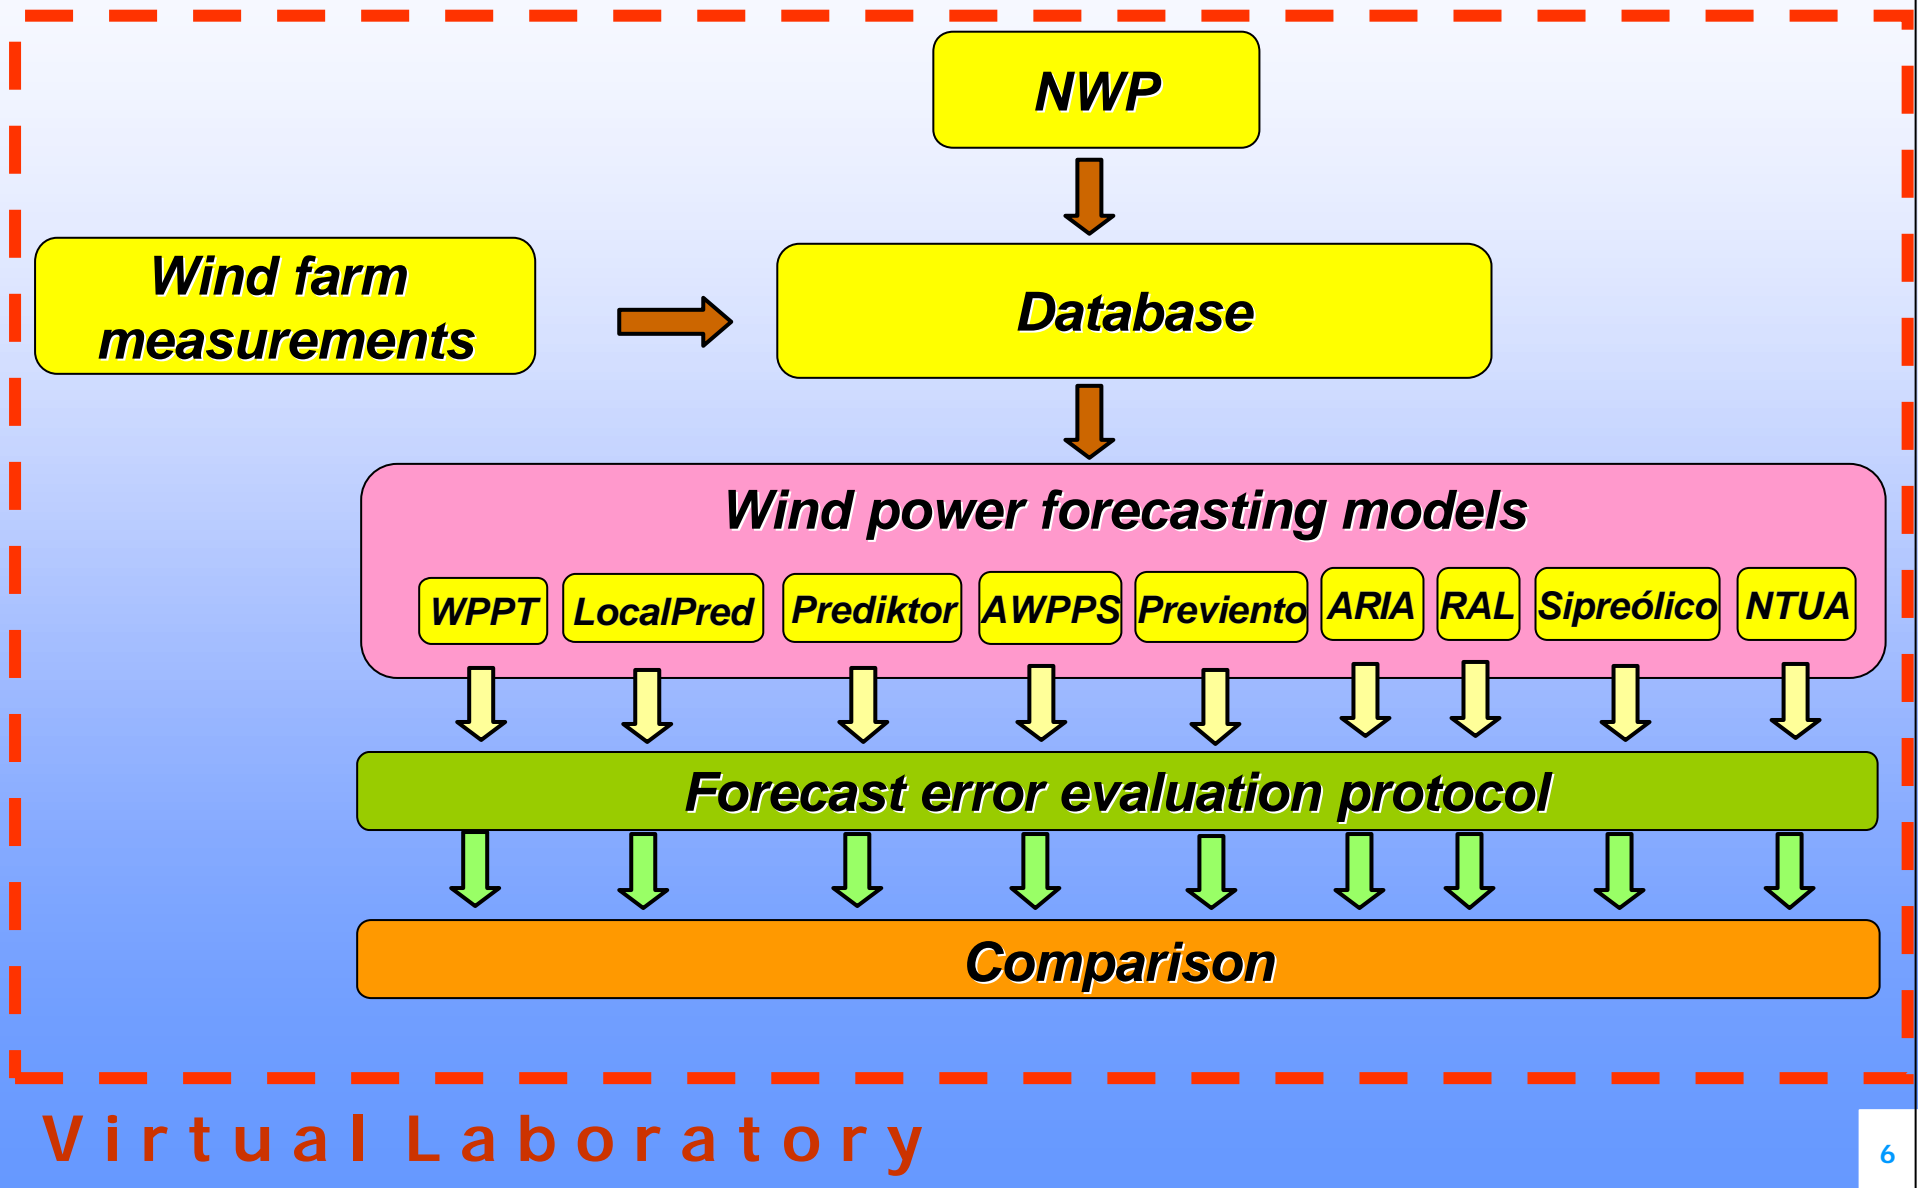 NWP
Wind farm
measurements
Database
Wind power forecasting models
WPPT LocalPred Prediktor AWPPS Previento ARIA RAL Sipreólico NTUA
Forecast error evaluation protocol
Comparison
Virtual Laboratory
6